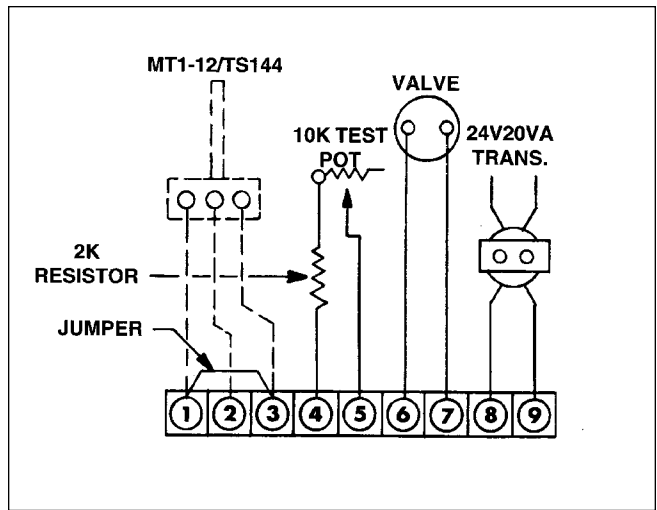 MT1-12/TS144
VALVE
10K TEST
POT
24V20VA
TRANS.
2K
RESISTOR
JUMPER
1 2 3 4 5 6 7 8 9